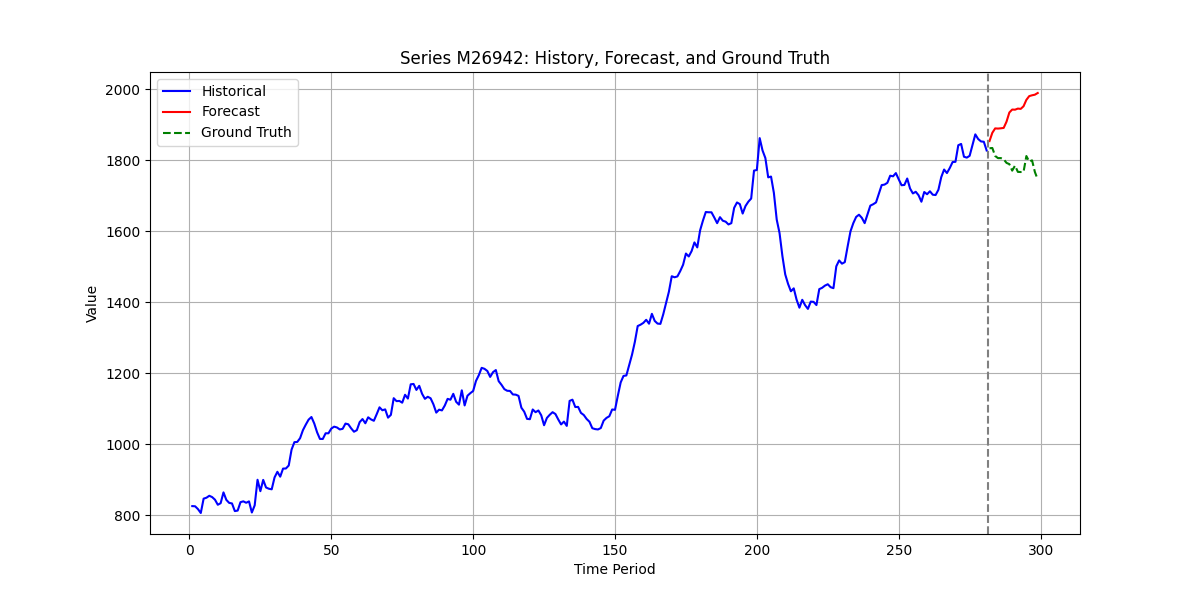 Series M26942: History, Forecast, and Ground Truth
Historical
Forecast
Ground Truth
2000
1800
1600
1400
1200
1000
800
Value
0 50 100 150 200 250 300
Time Period